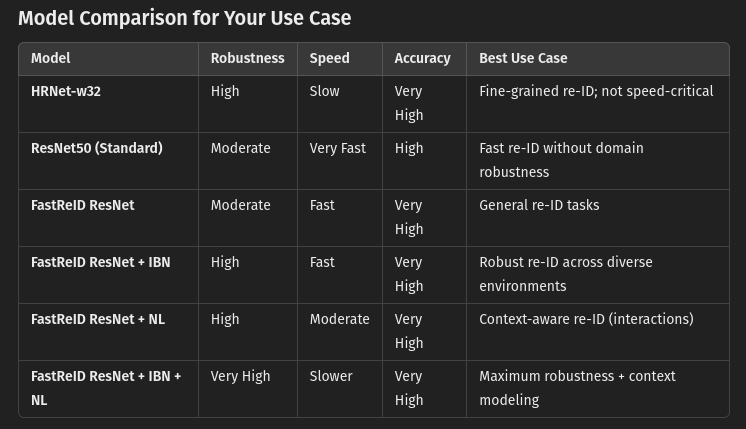 Model Comparison for Your Use Case
Model Robustness Speed Accuracy Best Use Case
HRNet-w32 High Slow Very High Fine-grained re-ID; not speed-critical
ResNet50 (Standard) Moderate Very Fast High Fast re-ID without domain robustness
FastReID ResNet Moderate Fast Very High General re-ID tasks
FastReID ResNet + IBN High Fast Very High Robust re-ID across diverse environments
FastReID ResNet + NL High Moderate Very High Context-aware re-ID (interactions)
FastReID ResNet + IBN + NL Very High Slower Very High Maximum robustness + context modeling